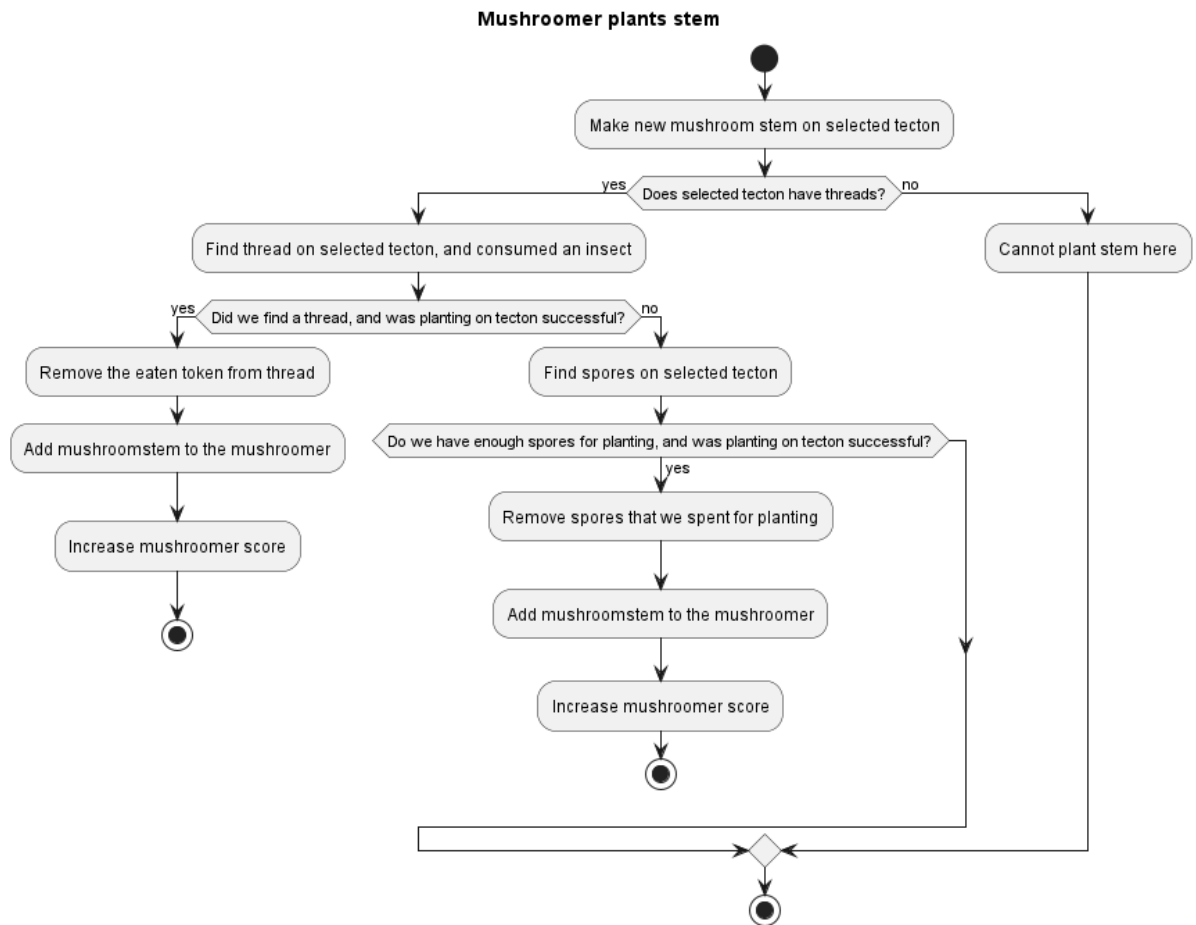 Mushroomer plants stem
Make new mushroom stem on selected tecton
yes
Does selected tecton have threads?
no
Find thread on selected tecton, and consumed an insect
Cannot plant stem here
yes
Did we find a thread, and was planting on tecton successful?
no
Remove the eaten token from thread
Find spores on selected tecton
Add mushroomstem to the mushroomer
Do we have enough spores for planting, and was planting on tecton successful?
yes
Remove spores that we spent for planting
Increase mushroomer score
Add mushroomstem to the mushroomer
Increase mushroomer score